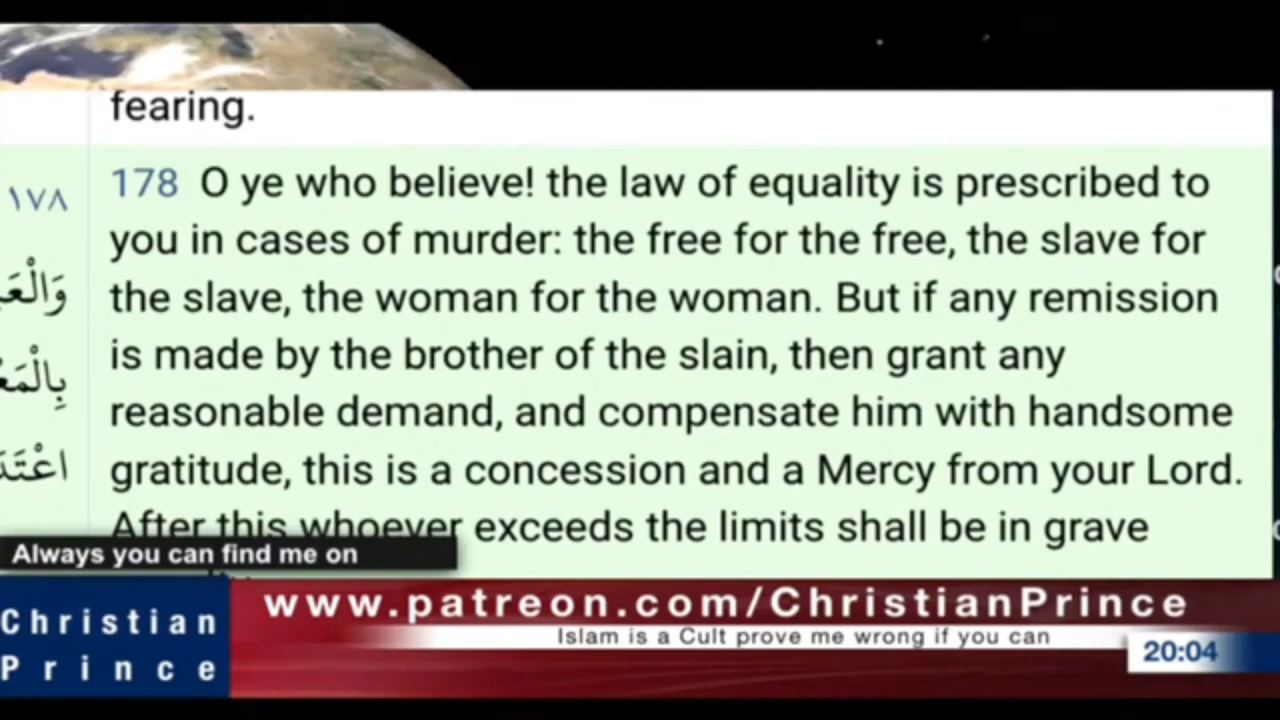 fearing.
178 O ye who believe! the law of equality is prescribed to
١٧٨
you in cases of murder: the free for the free, the slave for
the slave, the woman for the woman. But if any remission
is made by the brother of the slain, then grant any
reasonable demand, and compensate him with handsome
gratitude, this is a concession and a Mercy from your Lord.
After this whoever exceeds the limits shall be in grave
Always you can find me on
Christian
Prince
www.patreon.com/ChristianPrince
Islam is a Cult prove me wrong if you can
20:04